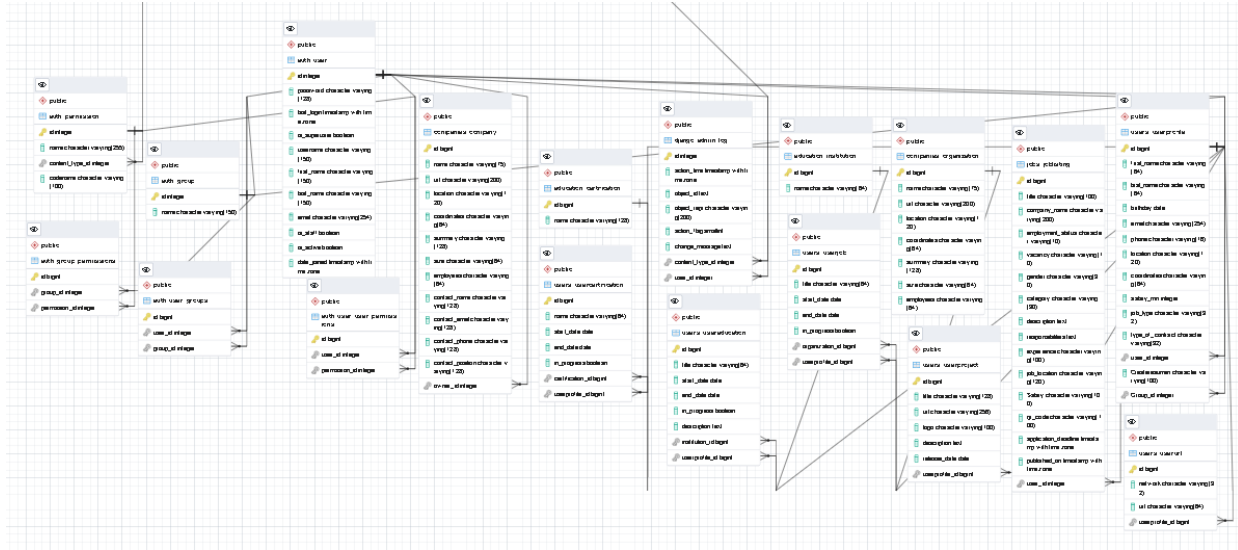 public
auth permission
id integer
name character varying(255)
content_type_id integer
codename character varying
(100)
public
auth group
id integer
name character varying(150)
public
auth group permissions
id bigint
group_id integer
permission_id integer
public
auth user groups
id bigint
user_id integer
group_id integer
public
auth user
id integer
password character varying
(128)
last_login timestamp with time zone
is_superuser boolean
username character varying
(150)
first_name character varying
(150)
last_name character varying
(150)
email character varying(254)
is_staff boolean
is_active boolean
date_joined timestamp with time zone
public
auth user user permissions
id bigint
user_id integer
permission_id integer
public
companies company
id bigint
name character varying(75)
url character varying(200)
location character varying(120)
coordinates character varying(64)
summary character varying
(128)
size character varying(64)
employees character varying
(64)
contact_name character varying(128)
contact_email character varying(128)
contact_phone character varying(128)
contact_position character varying(128)
owner_id integer
public
education certification
id bigint
name character varying(128)
public
users usercertification
id bigint
name character varying(64)
start_date date
end_date date
in_progress boolean
certification_id bigint
userprofile_id bigint
public
django admin log
id integer
action_time timestamp with time zone
object_id text
object_repr character varying
(200)
action_flag smallint
change_message text
content_type_id integer
user_id integer
public
users usereducation
id bigint
title character varying(64)
start_date date
end_date date
in_progress boolean
description text
institution_id bigint
userprofile_id bigint
public
education institution
id bigint
name character varying(64)
public
users userjob
id bigint
title character varying(64)
start_date date
end_date date
in_progress boolean
organization_id bigint
userprofile_id bigint
public
companies organization
id bigint
name character varying(75)
url character varying(200)
location character varying(120)
coordinates character varying(64)
summary character varying
(128)
size character varying(64)
employees character varying
(64)
public
users userproject
id bigint
title character varying(128)
url character varying(256)
logo character varying(100)
description text
release_date date
userprofile_id bigint
public
jobs joblisting
id bigint
title character varying(100)
company_name character varying(200)
employment_status character varying(10)
vacancy character varying(10)
gender character varying(30)
category character varying
(30)
description text
responsibilities text
experience character varying(100)
job_location character varying(120)
Salary character varying(100)
application_deadline timestamp with time zone
published_on timestamp with time zone
user_id integer
public
users userprofile
id bigint
first_name character varying
(64)
last_name character varying
(64)
birthday date
email character varying(254)
phone character varying(16)
location character varying(120)
coordinates character varying(64)
salary_min integer
job_type character varying(32)
type_of_contract character varying(32)
user_id integer
Group_id integer
public
users userurl
id bigint
network character varying(32)
url character varying(64)
userprofile_id bigint